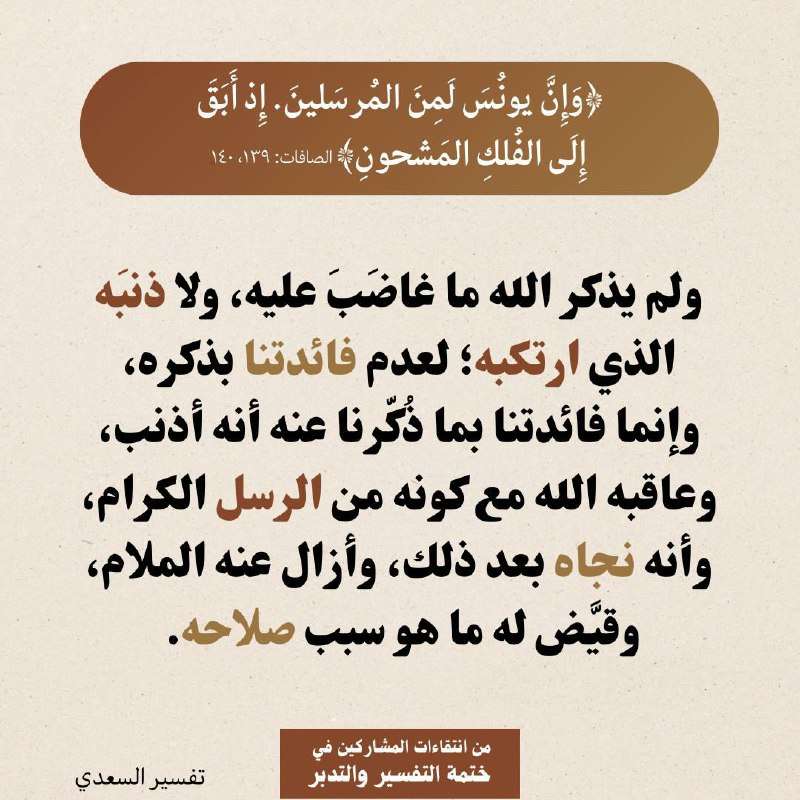 ﴿وَإِنَّ يونُسَ لَمِنَ المُرسَلينَ. إِذ أَبَقَ
إِلَى الفُلكِ المَشحونِ﴾ الصافات: ١٣٩، ١٤٠
ولم يذكر الله ما غاضَبَ عليه، ولا ذنبَه
الذي ارتكبه؛ لعدم فائدتنا بذكره،
وإنما فائدتنا بما ذُكّرنا عنه أنه أذنب،
وعاقبه الله مع كونه من الرسل الكرام،
وأنه نجاه بعد ذلك، وأزال عنه الملام،
وقيَّض له ما هو سبب صلاحه.
من انتقاءات المشاركين في
ختمة التفسير والتدبر
تفسير السعدي